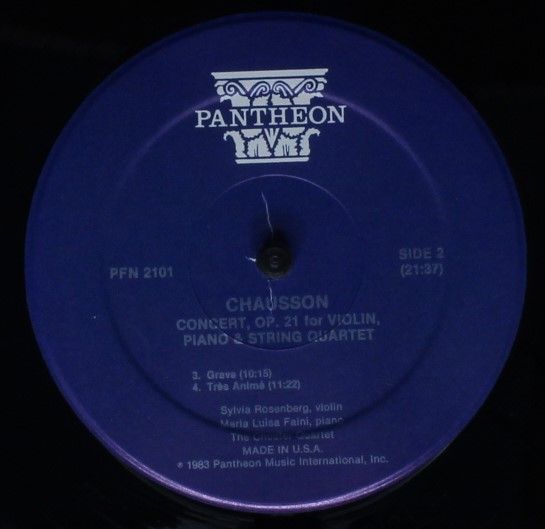 PANTHEON
PFN 2101
SIDE 2
(21:37)
CHAUSSON
CONCERT, OP. 21 for VIOLIN,
PIANO & STRING QUARTET
3. Grave (10:15)
4. Très Animé (11:22)
Sylvia Rosenberg, violin
Maria Luisa Faini, piano
The Quartet
MADE IN U.S.A.
℗ 1983 Pantheon Music International, Inc.